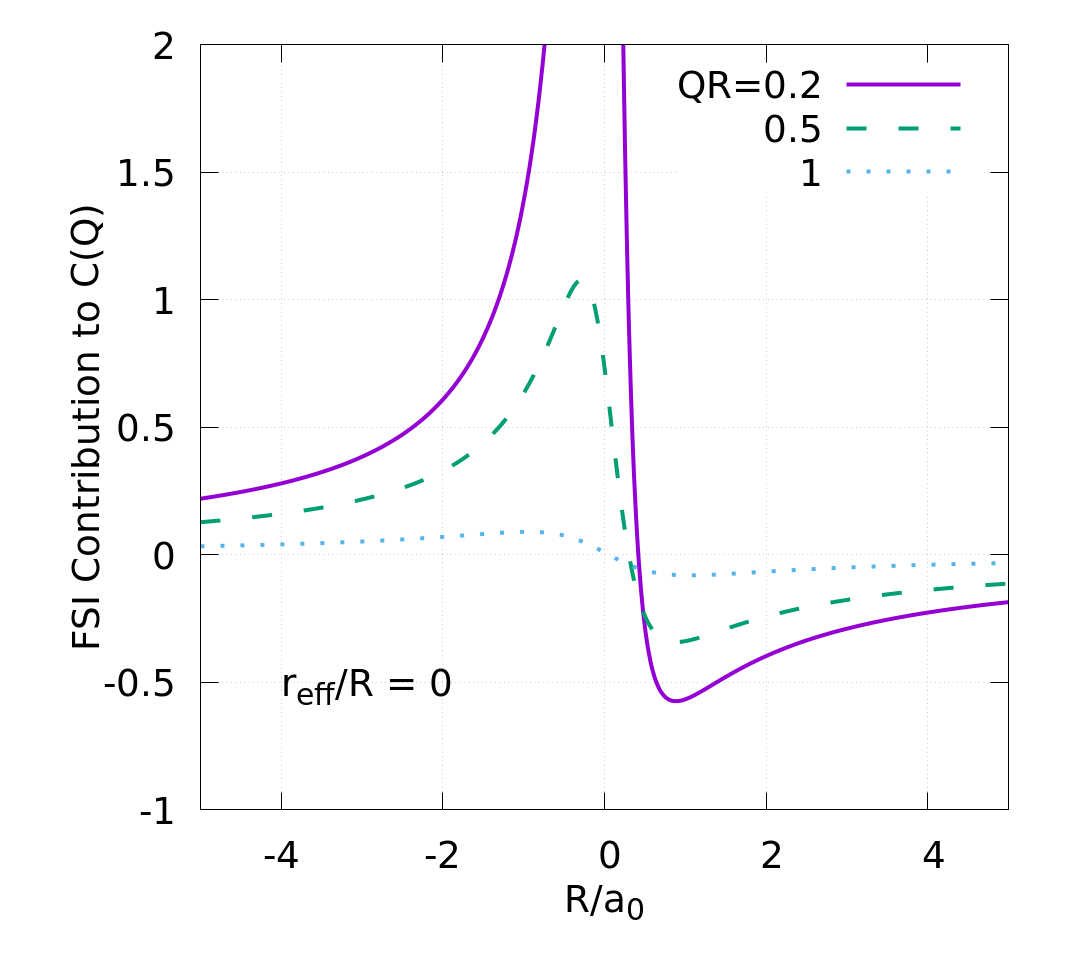 2
1.5
1
0.5
0
-0.5
-1
FSI Contribution to C(Q)
QR=0.2
0.5
1
r_eff/R = 0
-4 -2 0 2 4
R/a_0